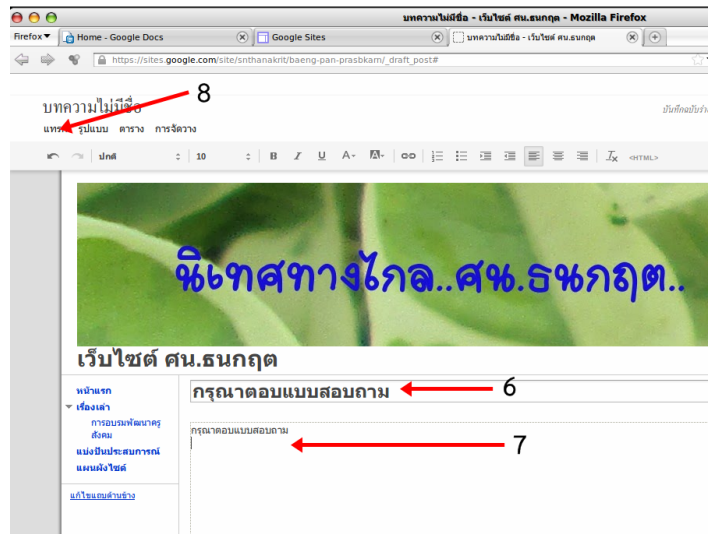 บทความไม่มีชื่อ - เว็บไซต์ ศน.ธนกฤต - Mozilla Firefox
Firefox
Home - Google Docs
Google Sites
บทความไม่มีชื่อ - เว็บไซต์ ศน.ธนกฤต
https://sites.google.com/site/snthanakrit/baeng-pan-prasbkarn/_draft_post#
8
บทความไม่มีชื่อ
รูปแบบ ตาราง การจัดวาง
ปกติ 10 B I U A A <HTML>
นิเทศทางไกล..ศน.ธนกฤต..
เว็บไซต์ ศน.ธนกฤต
หน้าแรก
เรื่องเล่า
การอบรมพัฒนาครู
สังคม
แบ่งปันประสบการณ์
แผนผังไซต์
แก้ไขแถบด้านข้าง
กรุณาตอบแบบสอบถาม 6
กรุณาตอบแบบสอบถาม
7